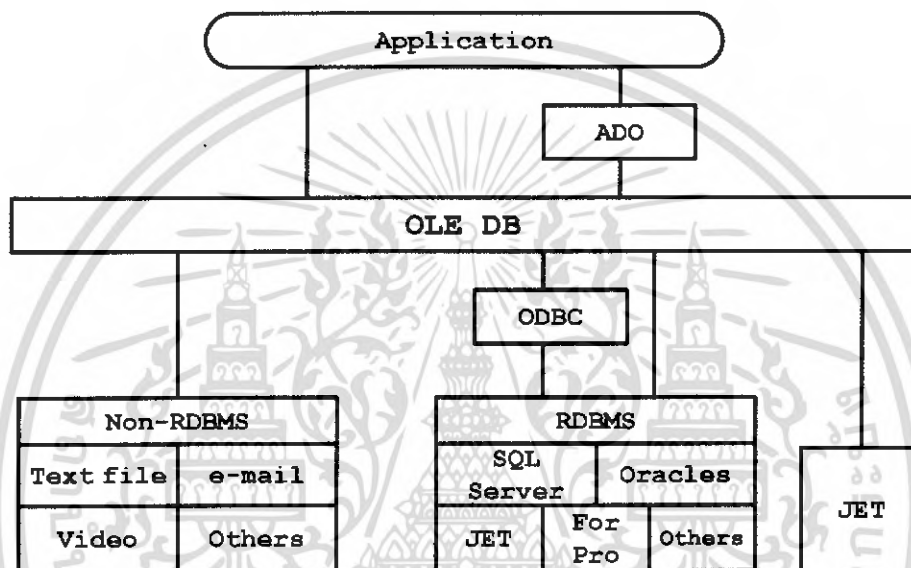 Application
ADO
OLE DB
ODBC
Non-RDBMS
Text file e-mail
Video Others
RDBMS
SQL
Server
Oracles
JET
For
Pro
Others
JET